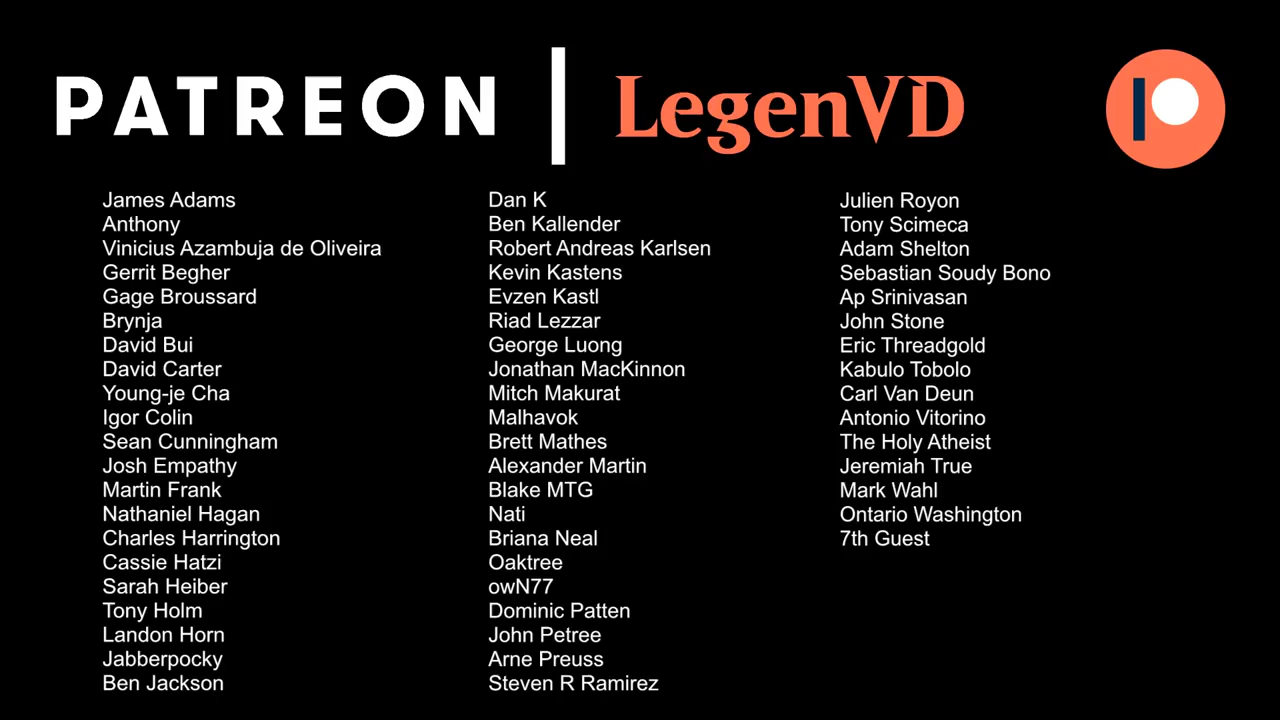 PATREON | LegenVD
James Adams
Anthony
Vinicius Azambuja de Oliveira
Gerrit Begher
Gage Broussard
Brynja
David Bui
David Carter
Young-je Cha
Igor Colin
Sean Cunningham
Josh Empathy
Martin Frank
Nathaniel Hagan
Charles Harrington
Cassie Hatzi
Sarah Heiber
Tony Holm
Landon Horn
Jabberpocky
Ben Jackson
Dan K
Ben Kallender
Robert Andreas Karlsen
Kevin Kastens
Evzen Kastl
Riad Lezzar
George Luong
Jonathan MacKinnon
Mitch Makurat
Malhavok
Brett Mathes
Alexander Martin
Blake MTG
Nati
Briana Neal
Oaktree
owN77
Dominic Patten
John Petree
Arne Preuss
Steven R Ramirez
Julien Royon
Tony Scimeca
Adam Shelton
Sebastian Soudy Bono
Ap Srinivasan
John Stone
Eric Threadgold
Kabulo Tobolo
Carl Van Deun
Antonio Vitorino
The Holy Atheist
Jeremiah True
Mark Wahl
Ontario Washington
7th Guest